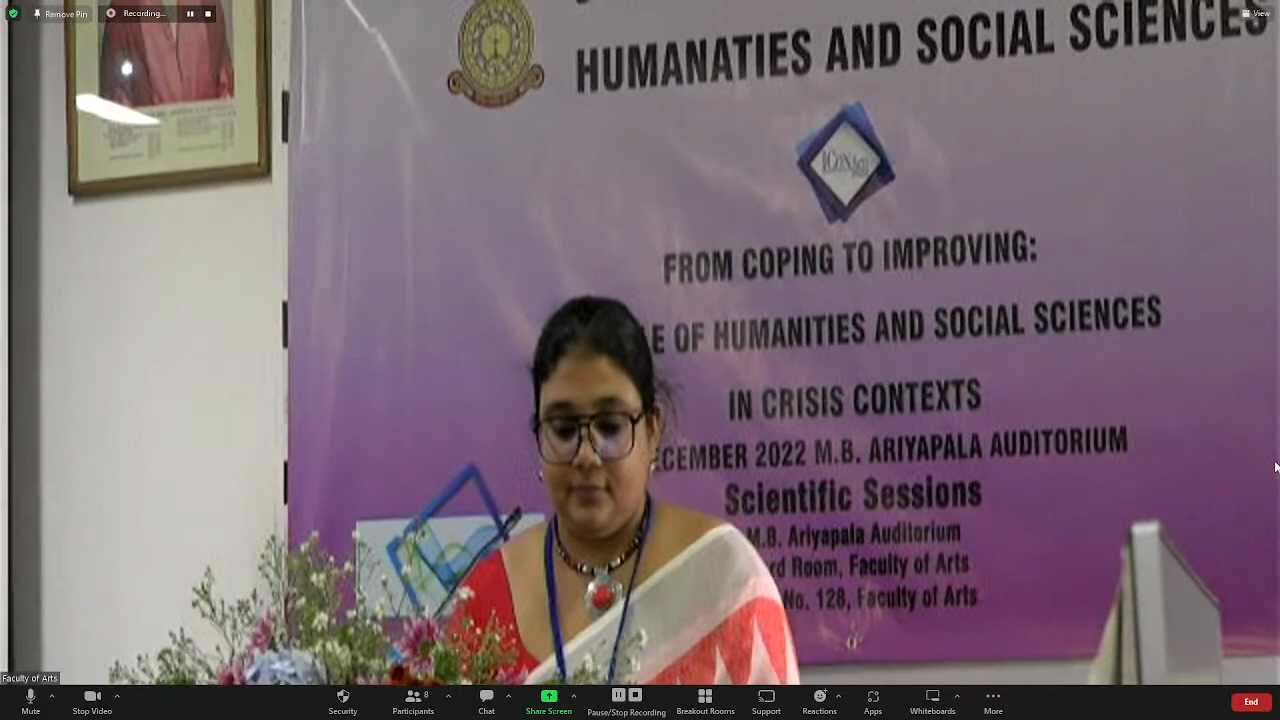 Remove Pin
Recording...
View
HUMANATIES AND SOCIAL SCIENCES
FROM COPING TO IMPROVING:
E OF HUMANITIES AND SOCIAL SCIENCES
IN CRISIS CONTEXTS
ECEMBER 2022 M.B. ARIYAPALA AUDITORIUM
Scientific Sessions
M.B. Ariyapala Auditorium
rd Room, Faculty of Arts
No. 128, Faculty of Arts
Faculty of Arts
Mute
Stop Video
Security
Participants
8
Chat
Share Screen
Pause/Stop Recording
Breakout Rooms
Support
Reactions
Apps
Whiteboards
More
End